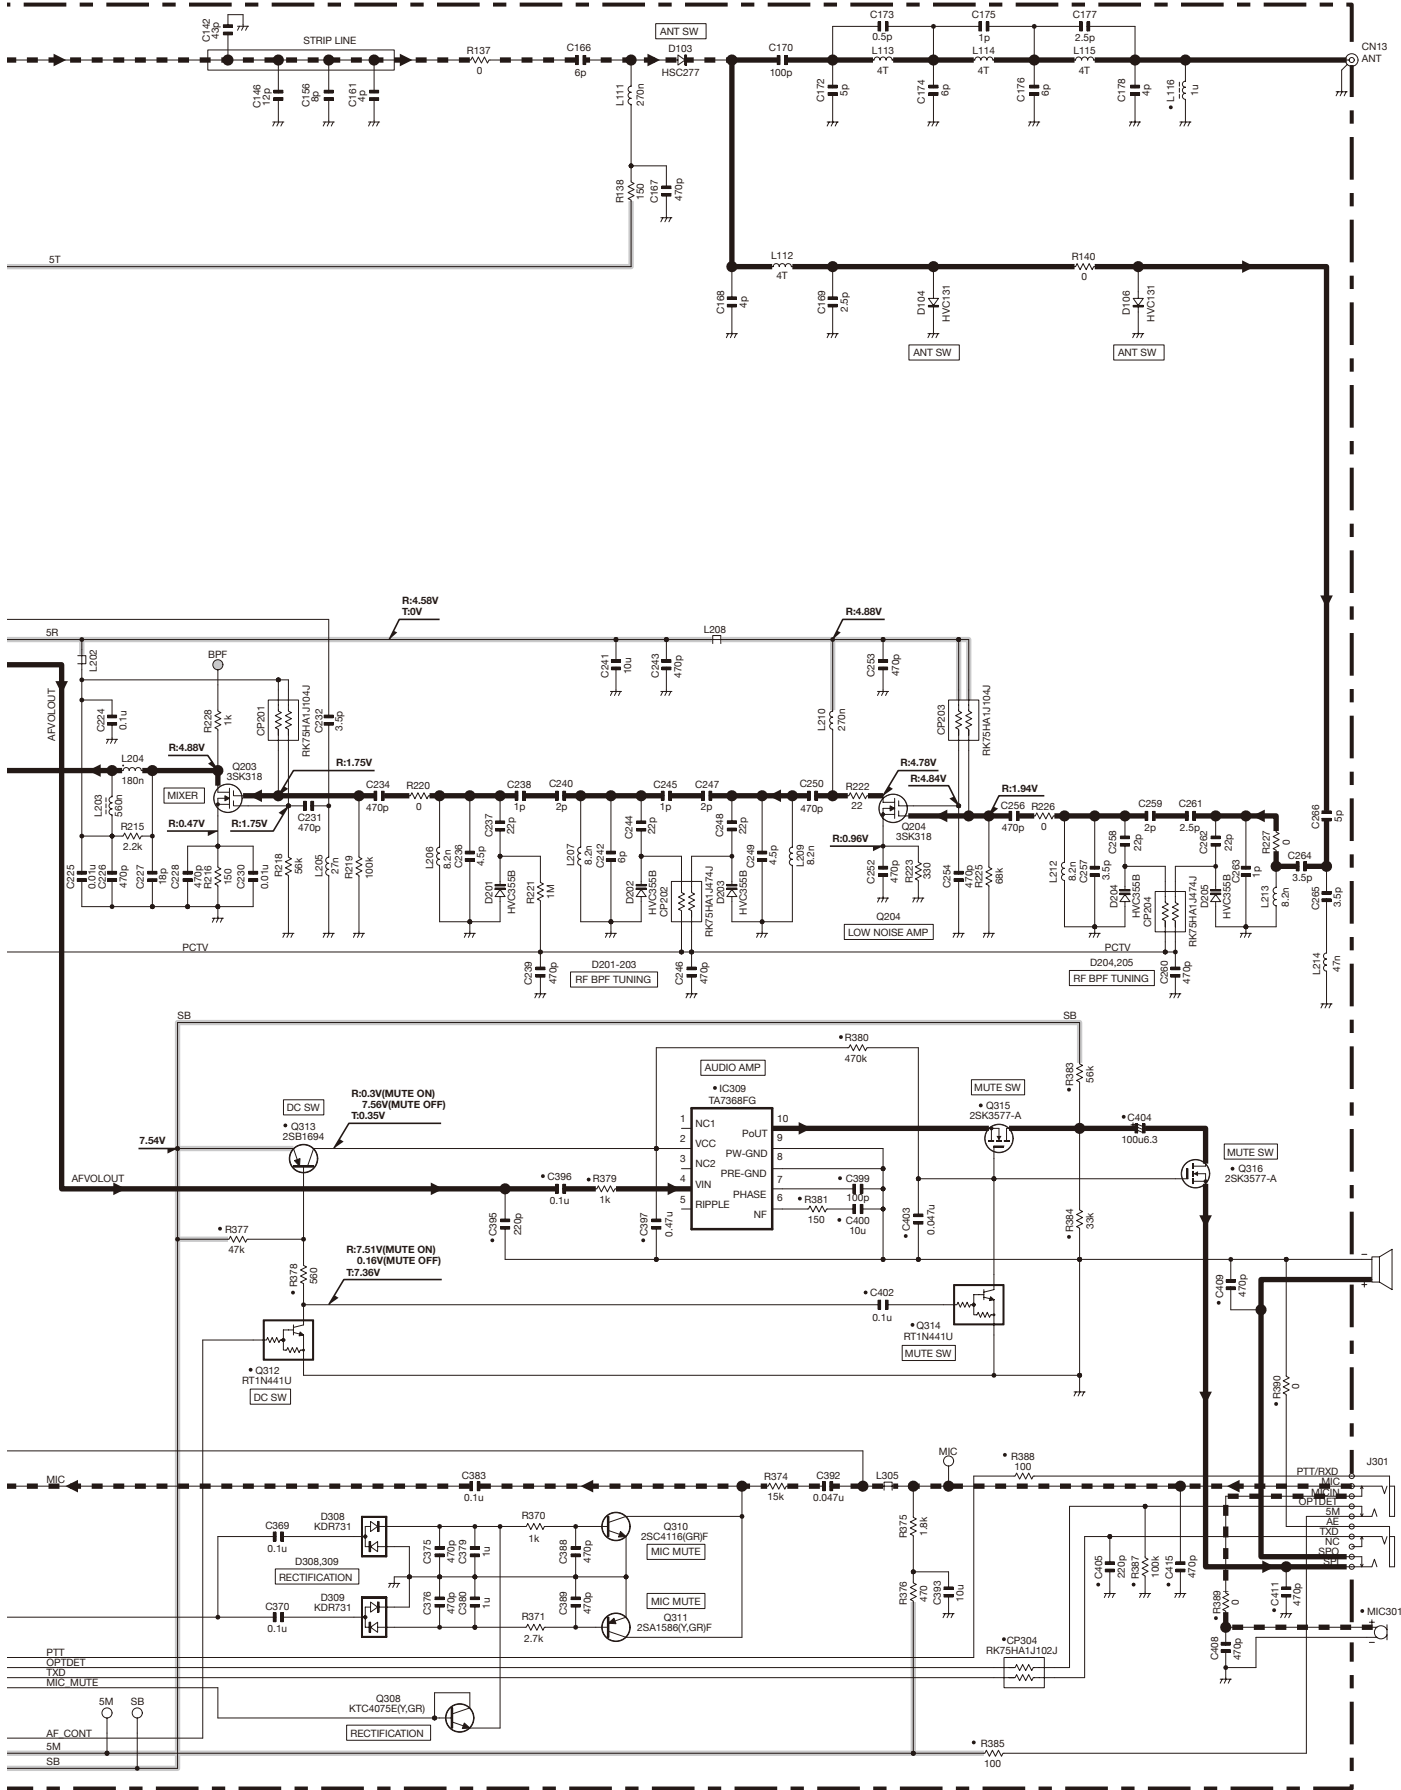 C142
43p
STRIP LINE
C146
12p
C156
8p
C161
4p
R137
0
C166
6p
L111
270n
ANT SW
D103
HSC277
C170
100p
C173
0.5p
C175
1p
C177
2.5p
L113
4T
L114
4T
L115
4T
C172
5p
C174
6p
C176
6p
C178
4p
• L116
1u
CN13
ANT
R138
150
C167
470p
5T
L112
4T
R140
0
C168
4p
C169
2.5p
D104
HVC131
D106
HVC131
ANT SW
ANT SW
R:4.58V
T:0V
R:4.88V
5R
L208
L202
BPF
AFVOLOUT
C224
0.1u
R228
1k
CP201
RK75HA1J104J
C232
3.5p
C241
10u
C243
470p
L210
270n
C253
470p
CP203
RK75HA1J104J
L204
180n
R:4.88V
Q203
3SK318
MIXER
R:1.75V
R:0.47V
R:1.75V
L203
560n
R215
2.2k
C231
470p
C234
470p
R220
0
C238
1p
C240
2p
C245
1p
C247
2p
C250
470p
R222
22
R:4.78V
R:4.84V
R:1.94V
Q204
3SK318
R:0.96V
C256
470p
R226
0
C259
2p
C261
2.5p
C266
5p
C225
0.01u
C226
470p
C227
18p
C228
470p
R216
150
C230
0.01u
R218
56k
L205
27n
R219
100k
L206
8.2n
C236
4.5p
C237
22p
D201
HVC355B
R221
1M
L207
8.2n
C242
6p
C244
22p
D202
HVC355B
CP202
RK75HA1J474J
C248
22p
D203
HVC355B
C249
4.5p
L209
8.2n
C252
470p
R223
330
C254
470p
R225
68k
L212
8.2n
C257
3.5p
C258
22p
D204
HVC355B
CP204
RK75HA1J474J
C262
22p
D205
HVC355B
C263
1p
R227
0
C264
3.5p
L213
8.2n
C265
3.5p
L214
47n
Q204
LOW NOISE AMP
PCTV
PCTV
C239
470p
D201-203
RF BPF TUNING
C246
470p
D204,205
RF BPF TUNING
C260
470p
SB
SB
• R380
470k
• R383
56k
AUDIO AMP
• IC309
TA7368FG
1 NC1
2 VCC
3 NC2
4 VIN
5 RIPPLE
10 PoUT
9 PW-GND
8 PRE-GND
7 PHASE
6 NF
MUTE SW
• Q315
2SK3577-A
• C404
100u6.3
MUTE SW
• Q316
2SK3577-A
R:0.3V(MUTE ON)
7.56V(MUTE OFF)
T:0.35V
DC SW
• Q313
2SB1694
7.54V
AFVOLOUT
• C396
0.1u
• R379
1k
• C399
100p
• R381
150
• C400
10u
• C395
220p
• C397
0.47u
• C403
0.047u
• R384
33k
• R377
47k
R:7.51V(MUTE ON)
0.16V(MUTE OFF)
T:7.36V
• R378
560
• C402
0.1u
• C409
470p
−
+
• Q314
RT1N441U
MUTE SW
• Q312
RT1N441U
DC SW
• R390
0
MIC
C383
0.1u
R374
15k
C392
0.047u
L305
MIC
• R388
100
J301
PTT/RXD
MIC
MICIN
OPTDET
5M
AE
TXD
NC
SPO
SPI
C369
0.1u
D308
KDR731
D308,309
RECTIFICATION
C370
0.1u
D309
KDR731
C375
470p
C379
1u
C376
470p
C380
1u
R370
1k
C388
470p
Q310
2SC4116(GR)F
MIC MUTE
R371
2.7k
C389
470p
MIC MUTE
Q311
2SA1586(Y,GR)F
R375
1.8k
R376
470
C393
10u
• C405
220p
• R387
100k
• C415
470p
• R389
0
• C411
470p
C408
470p
• MIC301
+
−
•CP304
RK75HA1J102J
PTT
OPTDET
TXD
MIC_MUTE
5M
SB
Q308
KTC4075E(Y,GR)
RECTIFICATION
AF_CONT
5M
SB
• R385
100